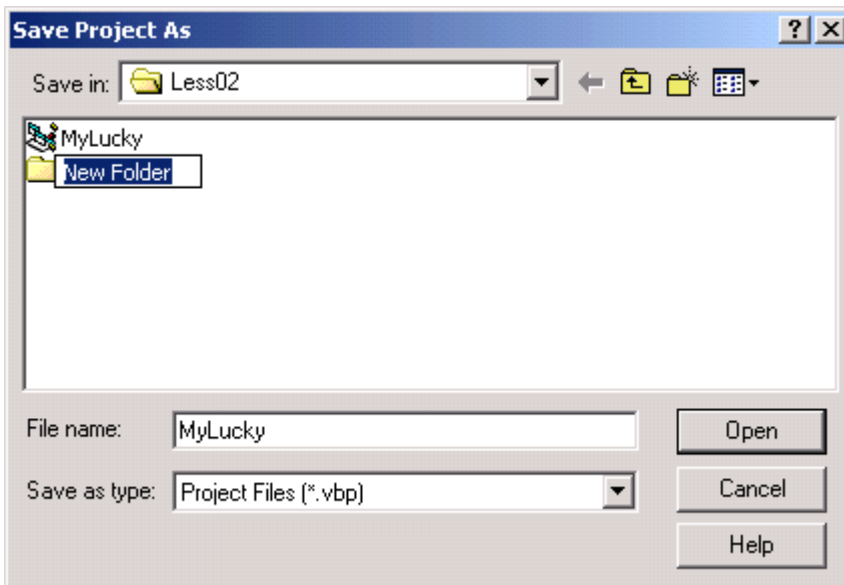 Save Project As
Save in: Less02
MyLucky
New Folder
File name: MyLucky Open
Save as type: Project Files (*.vbp) Cancel
Help